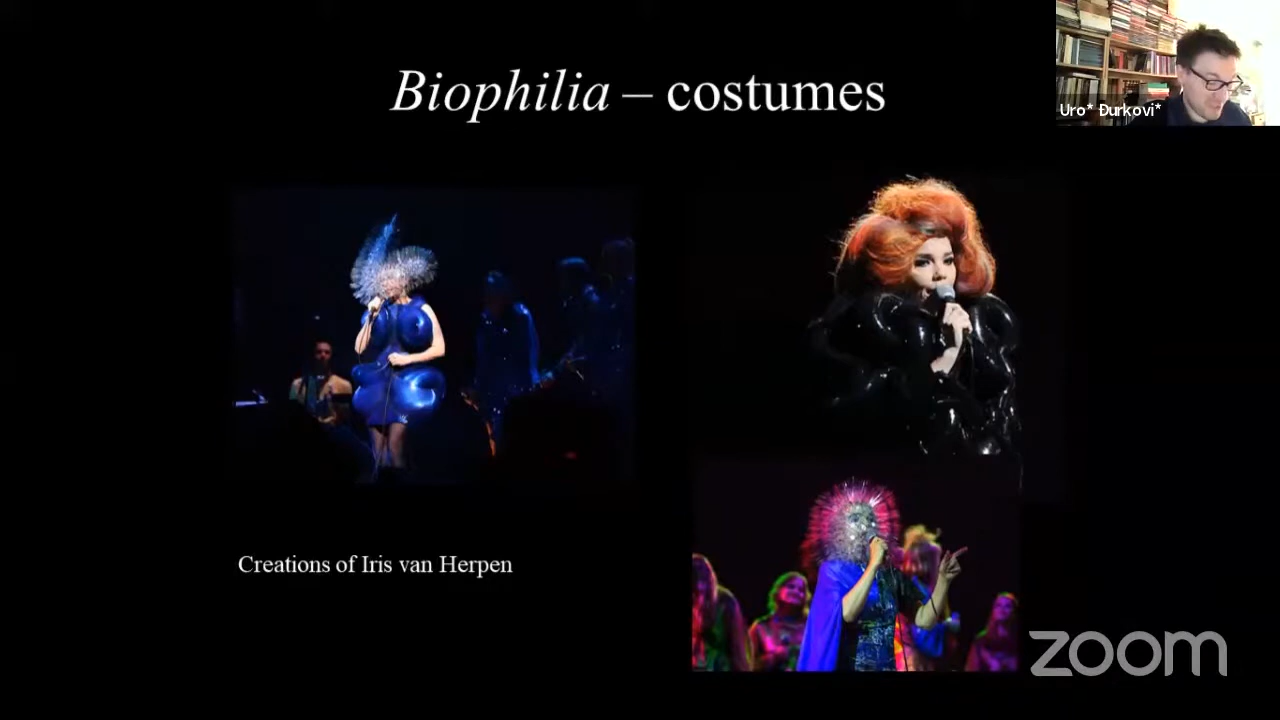 Biophilia – costumes
Uro* Đurkovi*
Creations of Iris van Herpen
zoom